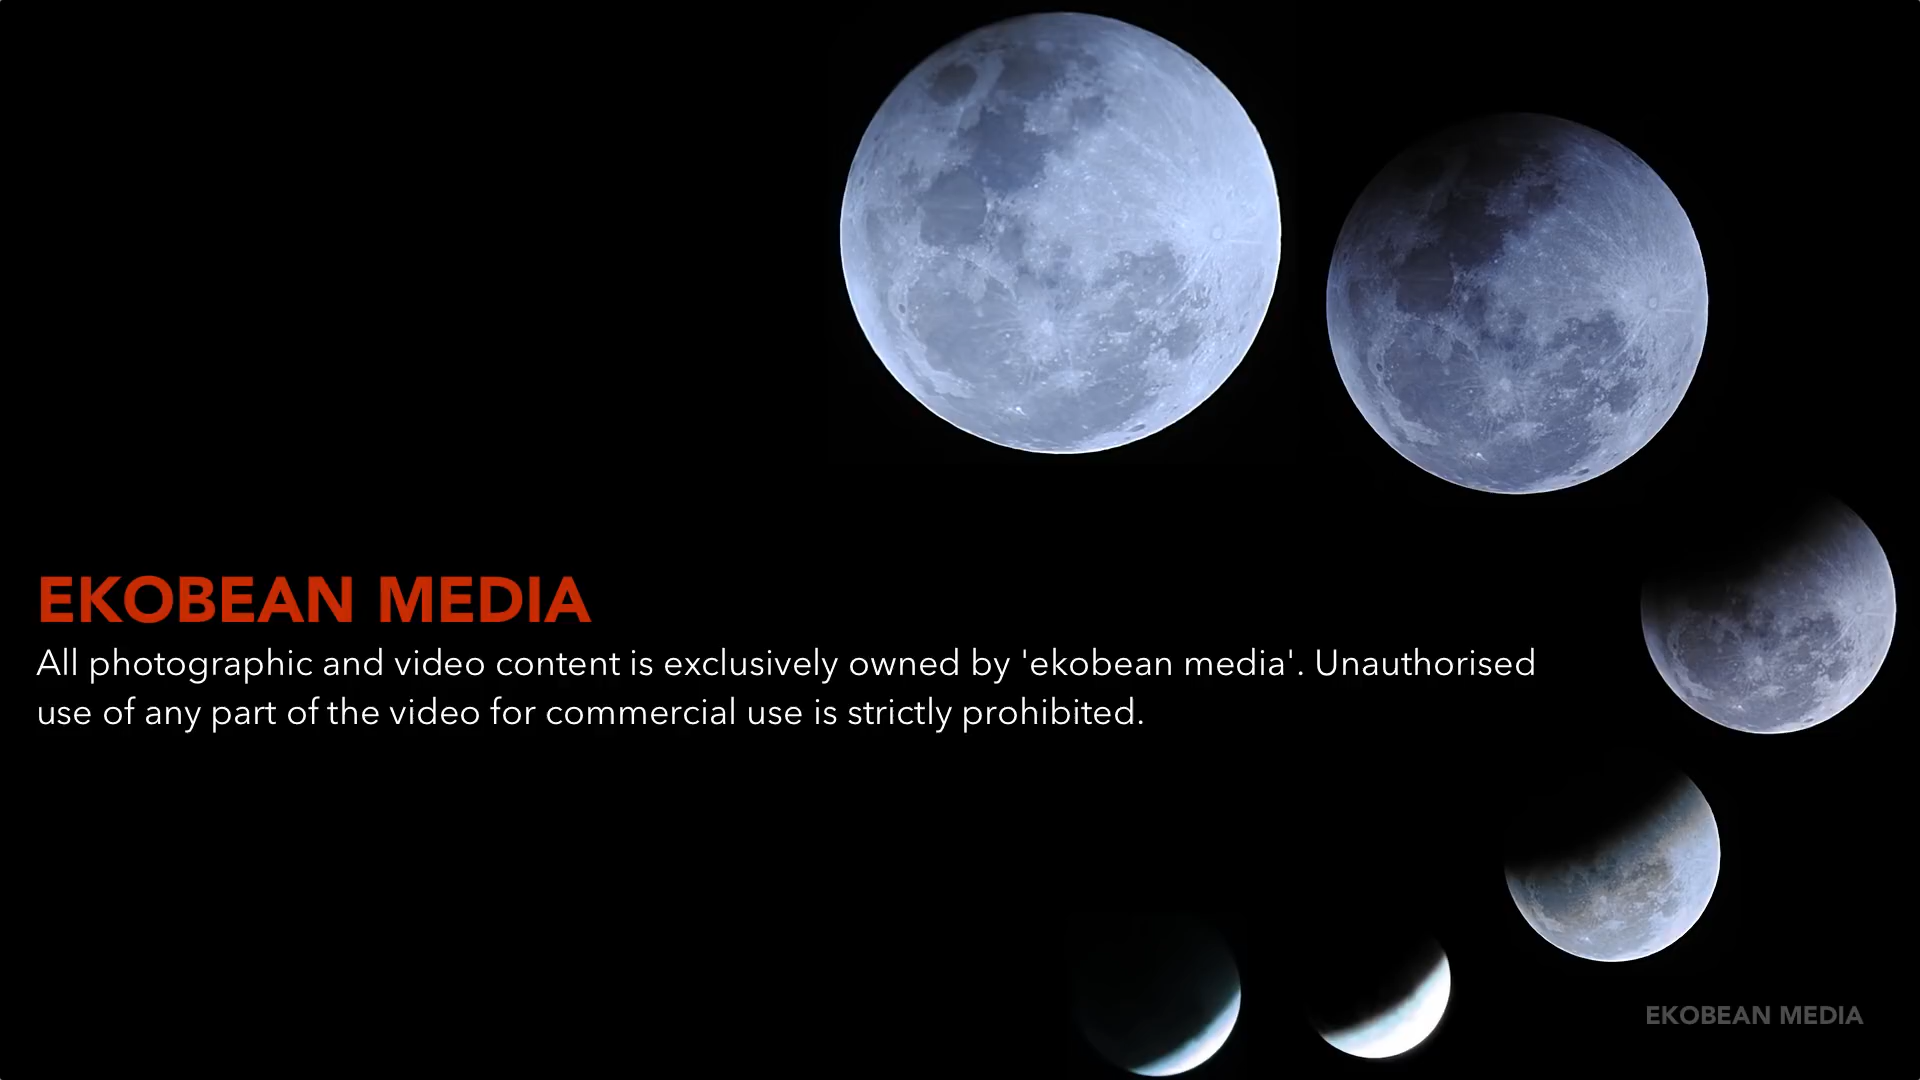 EKOBEAN MEDIA
All photographic and video content is exclusively owned by 'ekobean media'. Unauthorised
use of any part of the video for commercial use is strictly prohibited.
EKOBEAN MEDIA